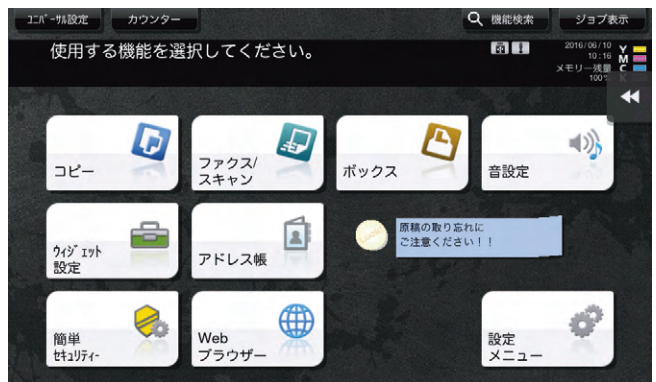 ﾕﾆﾊﾞｰｻﾙ設定
カウンター
機能検索
ジョブ表示
使用する機能を選択してください。
2016/06/10
10:16
メモリー残量
100%
Y
M
C
K
コピー
ファクス/
スキャン
ボックス
音設定
ｳｨｼﾞｪｯﾄ
設定
アドレス帳
原稿の取り忘れに
ご注意ください！！
簡単
ｾｷｭﾘﾃｨｰ
Web
ブラウザー
設定
メニュー